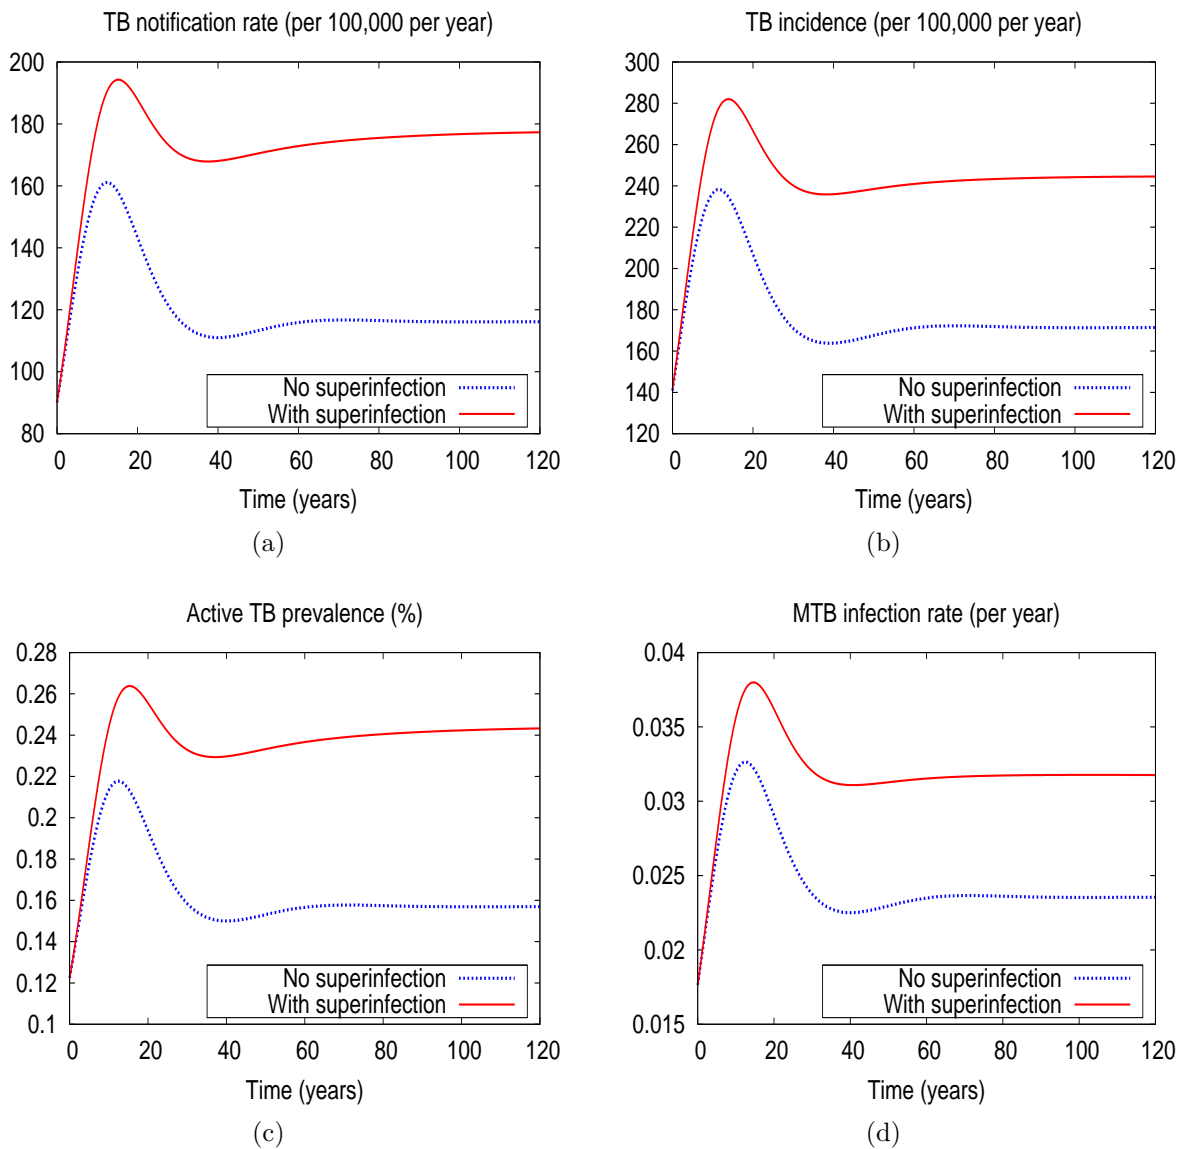 TB notification rate (per 100,000 per year)
200
180
160
140
120
100
80
No superinfection
With superinfection
0 20 40 60 80 100 120
Time (years)
(a)
TB incidence (per 100,000 per year)
300
280
260
240
220
200
180
160
140
120
No superinfection
With superinfection
0 20 40 60 80 100 120
Time (years)
(b)
Active TB prevalence (%)
0.28
0.26
0.24
0.22
0.2
0.18
0.16
0.14
0.12
0.1
No superinfection
With superinfection
0 20 40 60 80 100 120
Time (years)
(c)
MTB infection rate (per year)
0.04
0.035
0.03
0.025
0.02
0.015
No superinfection
With superinfection
0 20 40 60 80 100 120
Time (years)
(d)